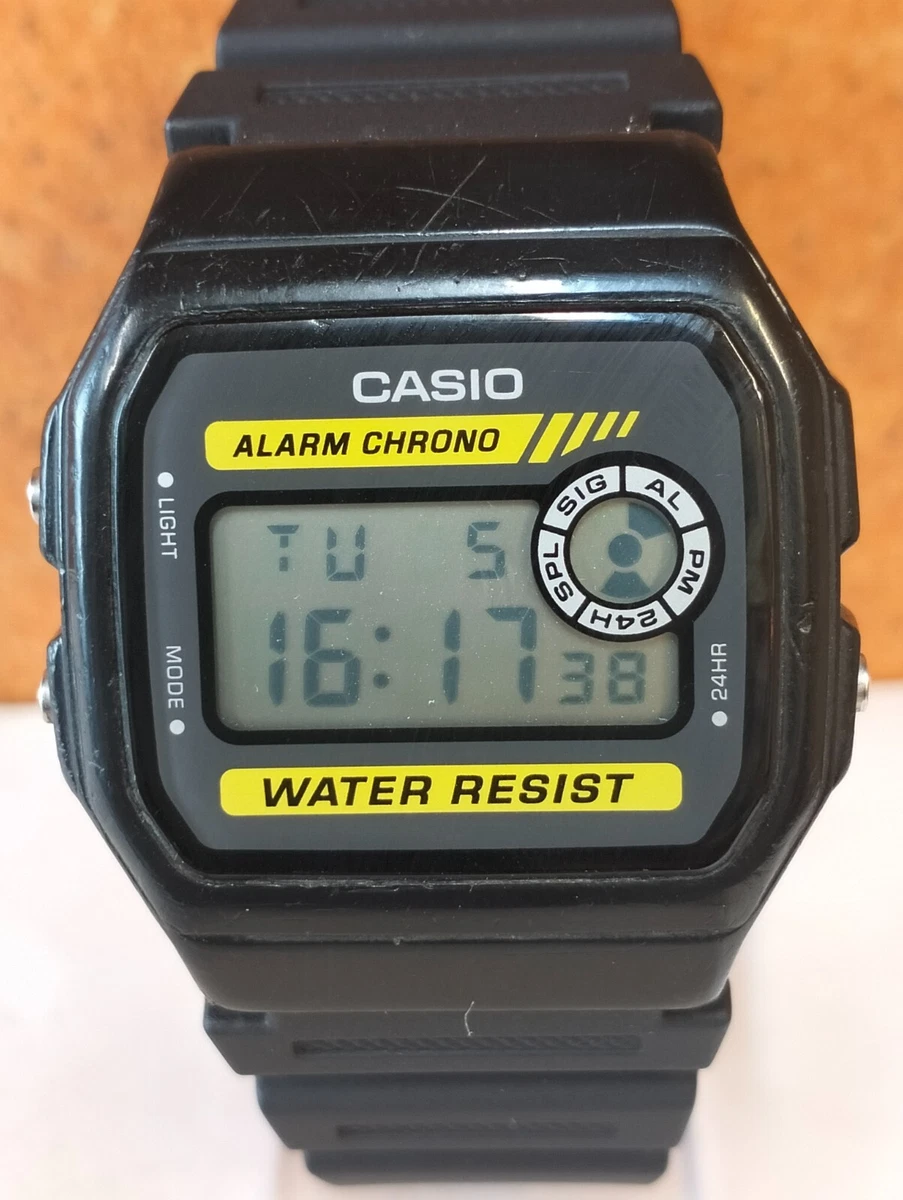 CASIO
ALARM CHRONO
LIGHT
SIG
AL
SPL
PM
24H
TU 5
16:17 38
MODE
24HR
WATER RESIST